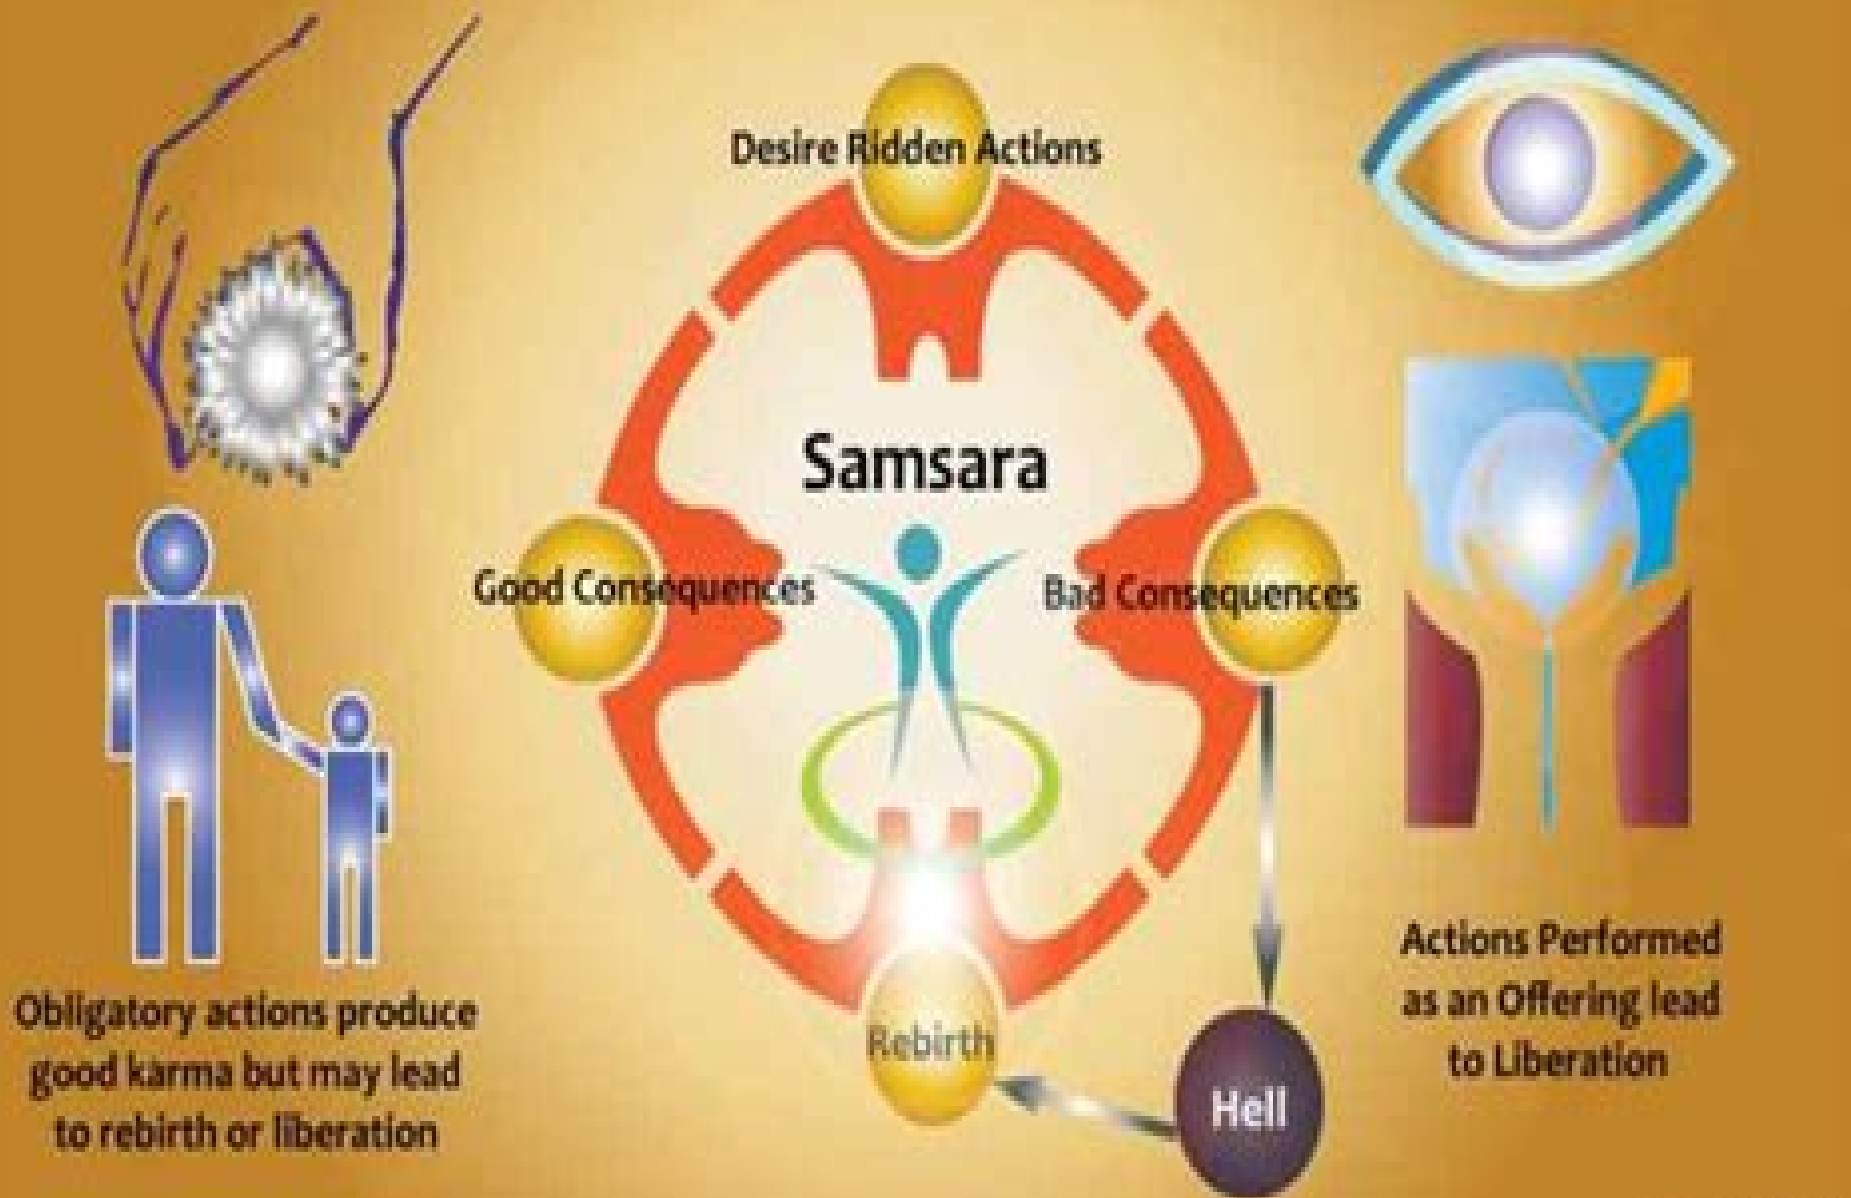 Desire Ridden Actions
Samsara
Good Consequences
Bad Consequences
Rebirth
Hell
Obligatory actions produce
good karma but may lead
to rebirth or liberation
Actions Performed
as an Offering lead
to Liberation